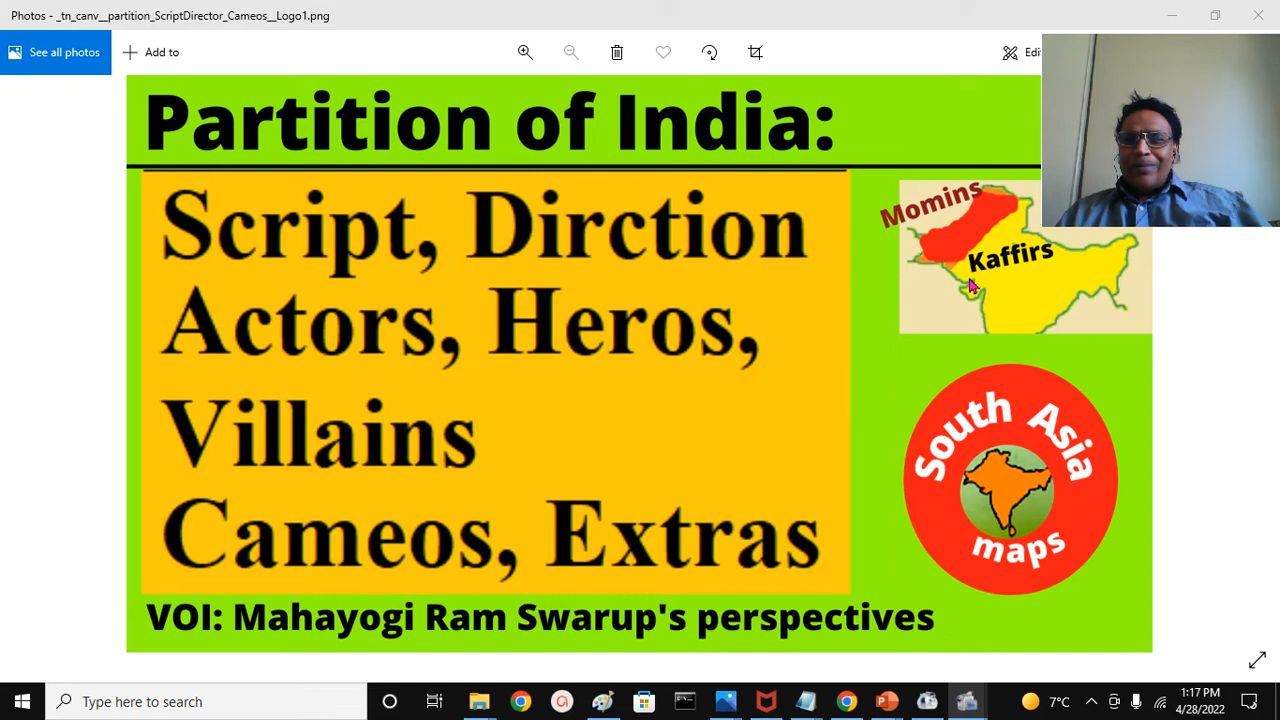 Photos - _tn_canv__partition_ScriptDirector_Cameos__Logo1.png
See all photos
Add to
Partition of India:
Script, Dirction
Actors, Heros,
Villains
Cameos, Extras
VOI: Mahayogi Ram Swarup's perspectives
Momins
Kaffirs
South Asia
maps
Type here to search
7°C
1:17 PM
4/28/2022